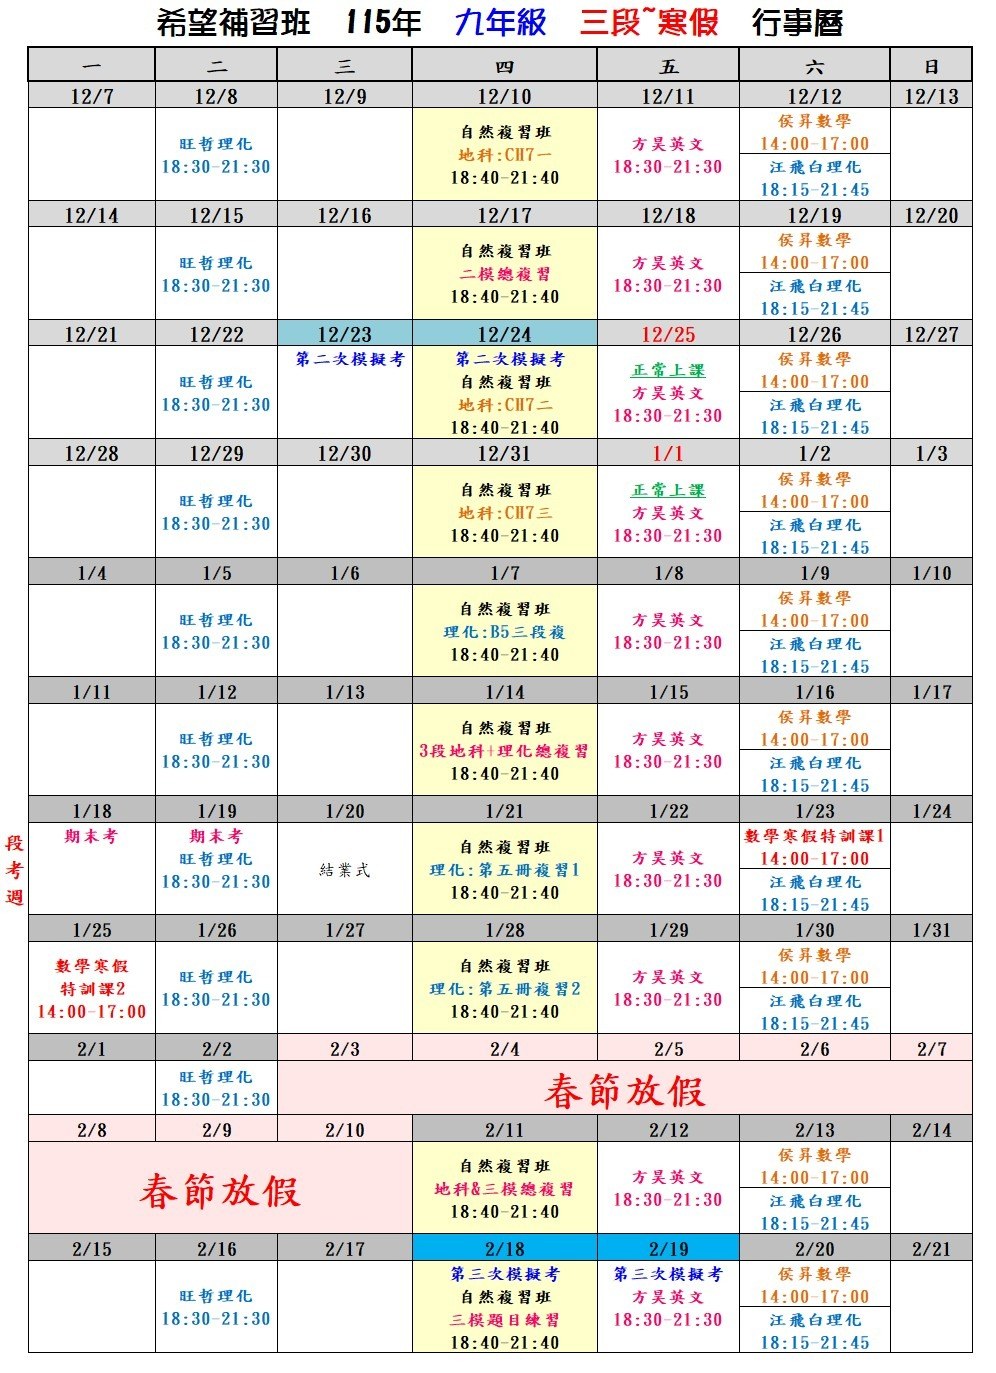 希望補習班 115年 九年級 三段~寒假 行事曆
一 二 三 四 五 六 日
12/7 12/8 12/9 12/10 12/11 12/12 12/13
旺哲理化
18:30-21:30
自然複習班
地科:CH7一
18:40-21:40
方昊英文
18:30-21:30
侯昇數學
14:00-17:00
汪飛白理化
18:15-21:45
12/14 12/15 12/16 12/17 12/18 12/19 12/20
旺哲理化
18:30-21:30
自然複習班
二模總複習
18:40-21:40
方昊英文
18:30-21:30
侯昇數學
14:00-17:00
汪飛白理化
18:15-21:45
12/21 12/22 12/23 12/24 12/25 12/26 12/27
旺哲理化
18:30-21:30
第二次模擬考
第二次模擬考
自然複習班
地科:CH7二
18:40-21:40
正常上課
方昊英文
18:30-21:30
侯昇數學
14:00-17:00
汪飛白理化
18:15-21:45
12/28 12/29 12/30 12/31 1/1 1/2 1/3
旺哲理化
18:30-21:30
自然複習班
地科:CH7三
18:40-21:40
正常上課
方昊英文
18:30-21:30
侯昇數學
14:00-17:00
汪飛白理化
18:15-21:45
1/4 1/5 1/6 1/7 1/8 1/9 1/10
旺哲理化
18:30-21:30
自然複習班
理化:B5三段複
18:40-21:40
方昊英文
18:30-21:30
侯昇數學
14:00-17:00
汪飛白理化
18:15-21:45
1/11 1/12 1/13 1/14 1/15 1/16 1/17
旺哲理化
18:30-21:30
自然複習班
3段地科+理化總複習
18:40-21:40
方昊英文
18:30-21:30
侯昇數學
14:00-17:00
汪飛白理化
18:15-21:45
段考週
1/18 1/19 1/20 1/21 1/22 1/23 1/24
期末考
期末考
旺哲理化
18:30-21:30
結業式
自然複習班
理化:第五冊複習1
18:40-21:40
方昊英文
18:30-21:30
數學寒假特訓課1
14:00-17:00
汪飛白理化
18:15-21:45
1/25 1/26 1/27 1/28 1/29 1/30 1/31
數學寒假
特訓課2
14:00-17:00
旺哲理化
18:30-21:30
自然複習班
理化:第五冊複習2
18:40-21:40
方昊英文
18:30-21:30
侯昇數學
14:00-17:00
汪飛白理化
18:15-21:45
2/1 2/2 2/3 2/4 2/5 2/6 2/7
旺哲理化
18:30-21:30
春節放假
2/8 2/9 2/10 2/11 2/12 2/13 2/14
春節放假
自然複習班
地科&三模總複習
18:40-21:40
方昊英文
18:30-21:30
侯昇數學
14:00-17:00
汪飛白理化
18:15-21:45
2/15 2/16 2/17 2/18 2/19 2/20 2/21
旺哲理化
18:30-21:30
第三次模擬考
自然複習班
三模題目練習
18:40-21:40
第三次模擬考
方昊英文
18:30-21:30
侯昇數學
14:00-17:00
汪飛白理化
18:15-21:45